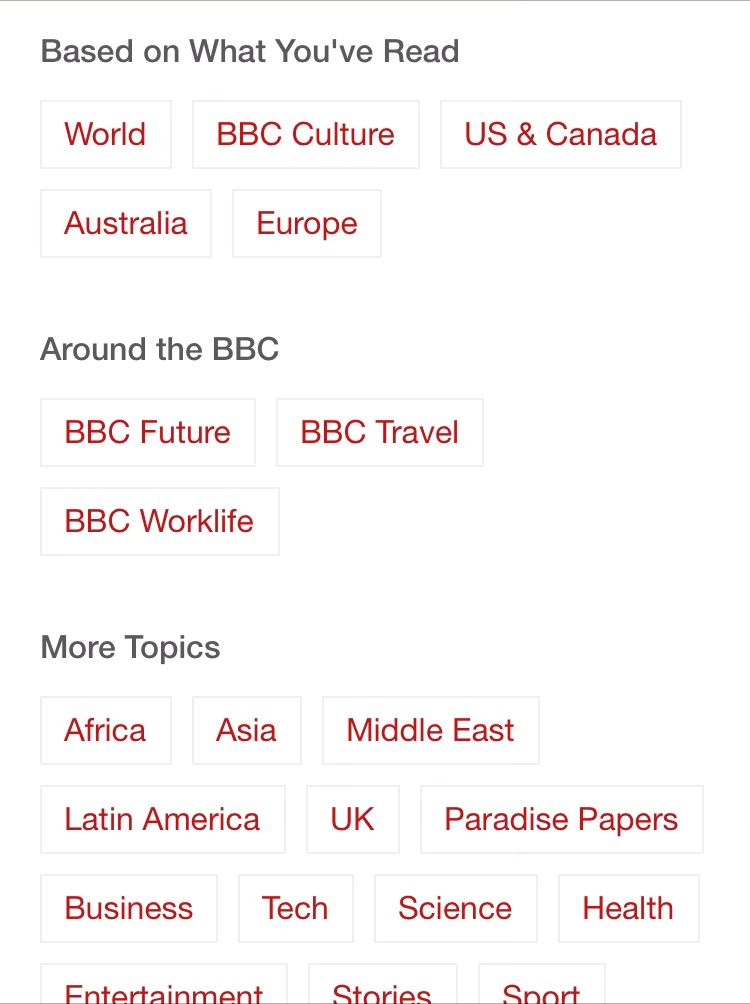 Based on What You've Read
World BBC Culture US & Canada
Australia Europe
Around the BBC
BBC Future BBC Travel
BBC Worklife
More Topics
Africa Asia Middle East
Latin America UK Paradise Papers
Business Tech Science Health
Entertainment Stories Sport